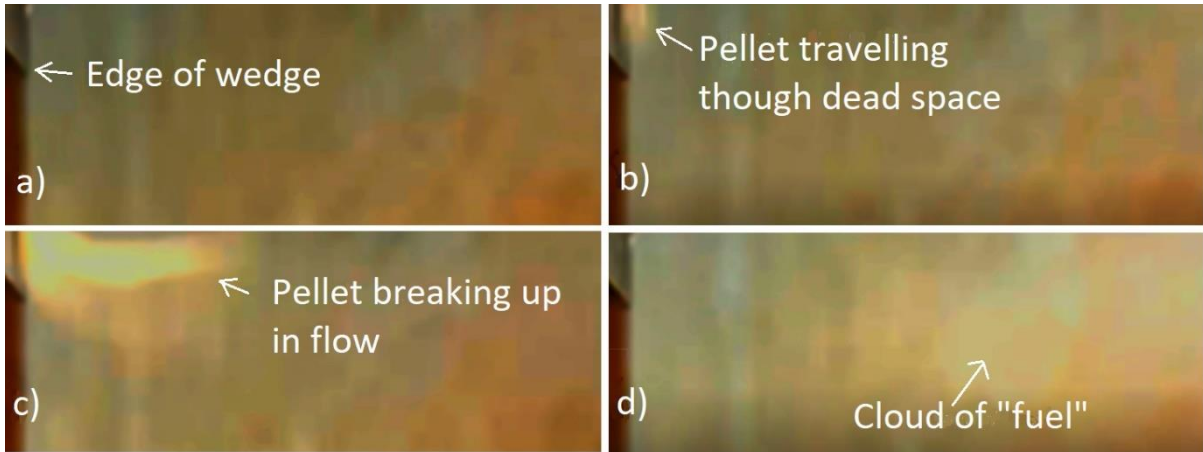 Edge of wedge
a)
Pellet travelling
though dead space
b)
Pellet breaking up
in flow
c)
Cloud of "fuel"
d)